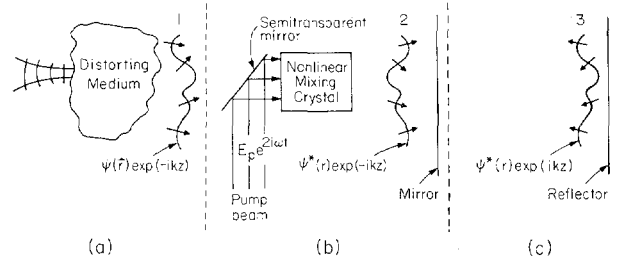 1
Distorting
Medium
ψ(r̂)exp(-ikz)
(a)
Semitransparent
mirror
Nonlinear
Mixing
Crystal
E_p e^{2iωt}
Pump
beam
2
ψ*(r)exp(-ikz)
Mirror
(b)
3
ψ*(r)exp(ikz)
Reflector
(c)